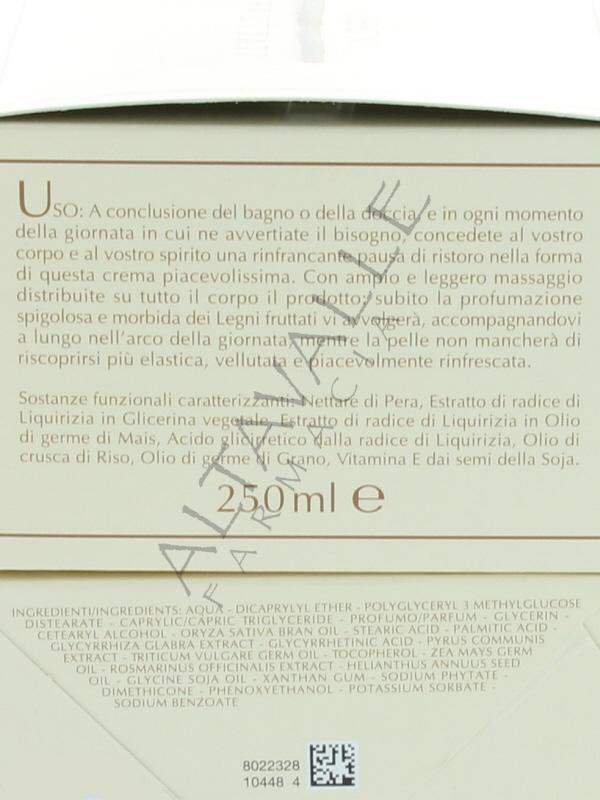 USO: A conclusione del bagno o della doccia, e in ogni momento
della giornata in cui ne avvertiate il bisogno, concedete al vostro
corpo e al vostro spirito una rinfrancante pausa di ristoro nella forma
di questa crema piacevolissima. Con ampio e leggero massaggio
distribuite su tutto il corpo il prodotto: subito la profumazione
spigolosa e morbida dei Legni fruttati vi avvolgerà, accompagnandovi
a lungo nell'arco della giornata, mentre la pelle non mancherà di
riscoprirsi più elastica, vellutata e piacevolmente rinfrescata.
Sostanze funzionali caratterizzanti: Nettare di Pera, Estratto di radice di
Liquirizia in Glicerina vegetale, Estratto di radice di Liquirizia in Olio
di germe di Mais, Acido glicirretico dalla radice di Liquirizia, Olio di
crusca di Riso, Olio di germe di Grano, Vitamina E dai semi della Soja.
250ml ℮
ALTAVALLE
FARMACIE
INGREDIENTI/INGREDIENTS: AQUA - DICAPRYLYL ETHER - POLYGLYCERYL 3 METHYLGLUCOSE
DISTEARATE - CAPRYLIC/CAPRIC TRIGLYCERIDE - PROFUMO/PARFUM - GLYCERIN -
CETEARYL ALCOHOL - ORYZA SATIVA BRAN OIL - STEARIC ACID - PALMITIC ACID -
GLYCYRRHIZA GLABRA EXTRACT - GLYCYRRHETINIC ACID - PYRUS COMMUNIS
EXTRACT - TRITICUM VULGARE GERM OIL - TOCOPHEROL - ZEA MAYS GERM
OIL - ROSMARINUS OFFICINALIS EXTRACT - HELIANTHUS ANNUUS SEED
OIL - GLYCINE SOJA OIL - XANTHAN GUM - SODIUM PHYTATE -
DIMETHICONE - PHENOXYETHANOL - POTASSIUM SORBATE -
SODIUM BENZOATE
8022328
10448 4